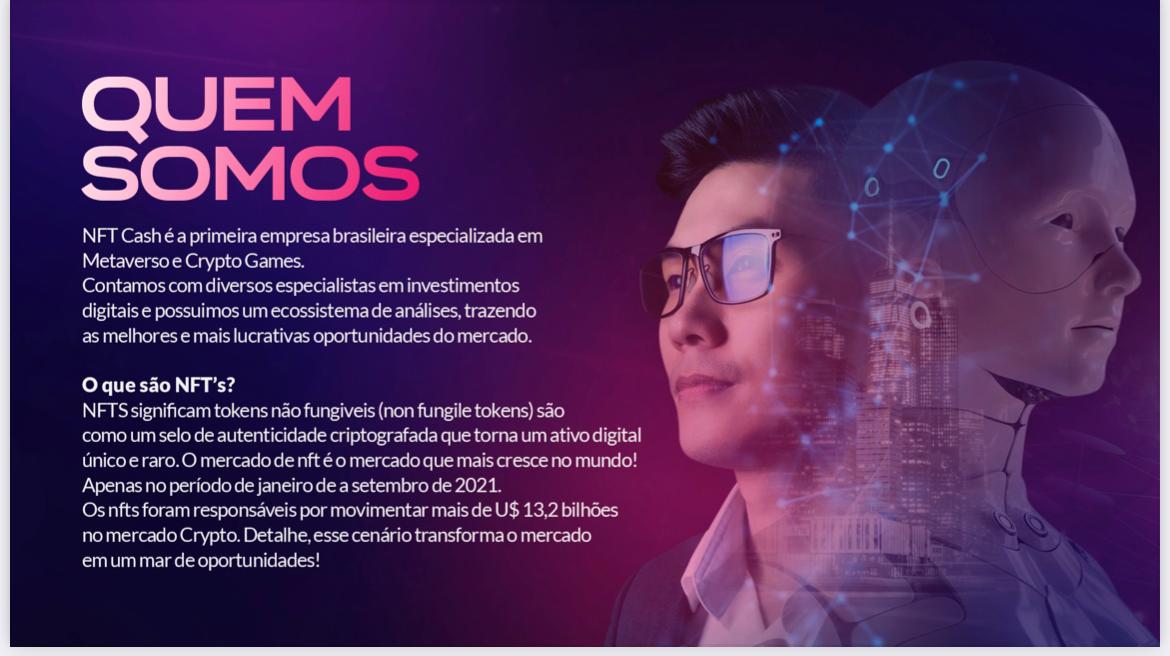 QUEM
SOMOS
NFT Cash é a primeira empresa brasileira especializada em
Metaverso e Crypto Games.
Contamos com diversos especialistas em investimentos
digitais e possuimos um ecossistema de análises, trazendo
as melhores e mais lucrativas oportunidades do mercado.
O que são NFT's?
NFTS significam tokens não fungiveis (non fungile tokens) são
como um selo de autenticidade criptografada que torna um ativo digital
único e raro. O mercado de nft é o mercado que mais cresce no mundo!
Apenas no período de janeiro de a setembro de 2021.
Os nfts foram responsáveis por movimentar mais de U$ 13,2 bilhões
no mercado Crypto. Detalhe, esse cenário transforma o mercado
em um mar de oportunidades!